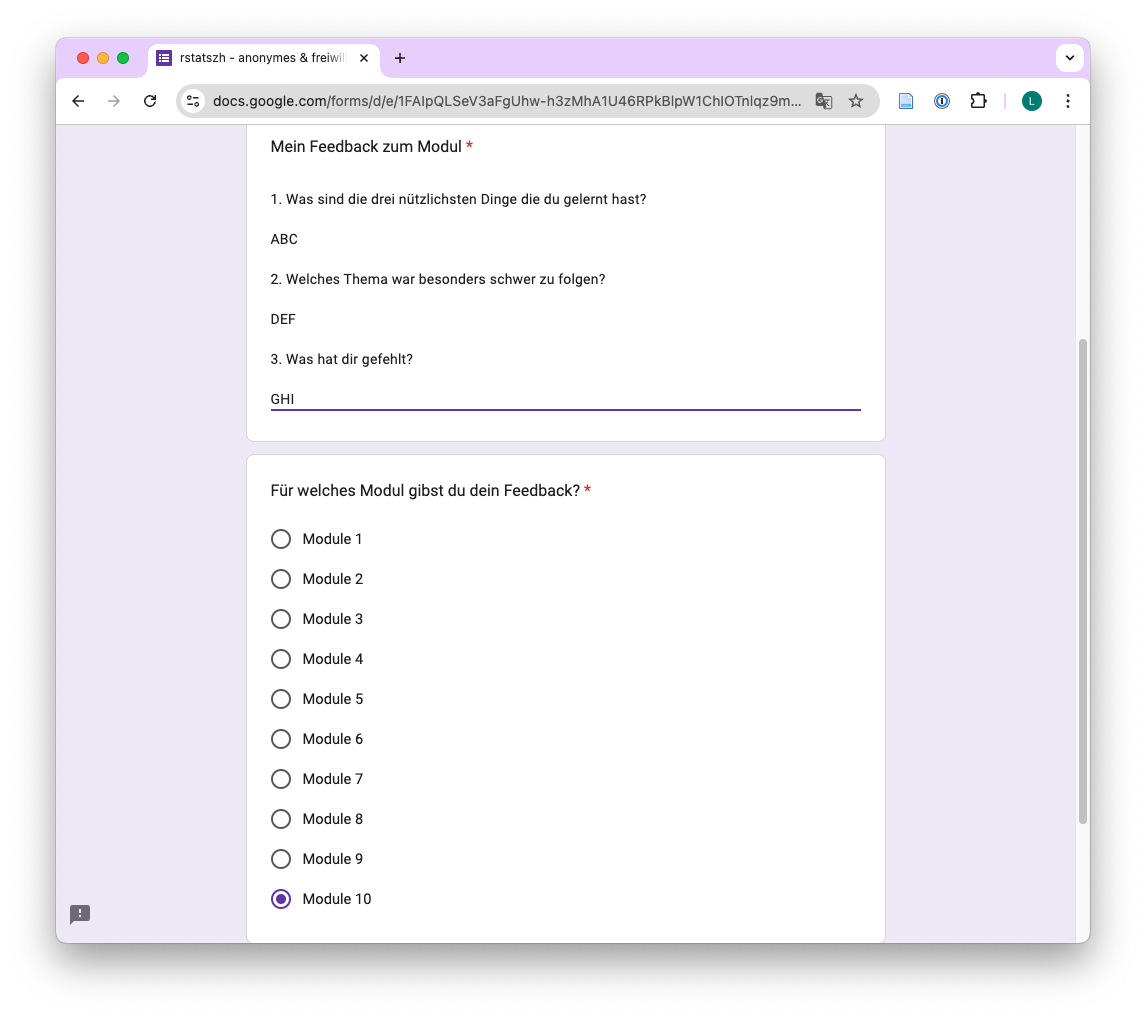 rstatszh - anonymes & freiwil
docs.google.com/forms/d/e/1FAIpQLSeV3aFgUhw-h3zMhA1U46RPkBlpW1ChIOTnlqz9m...
L
Mein Feedback zum Modul *
1. Was sind die drei nützlichsten Dinge die du gelernt hast?
ABC
2. Welches Thema war besonders schwer zu folgen?
DEF
3. Was hat dir gefehlt?
GHI
Für welches Modul gibst du dein Feedback? *
Module 1
Module 2
Module 3
Module 4
Module 5
Module 6
Module 7
Module 8
Module 9
Module 10